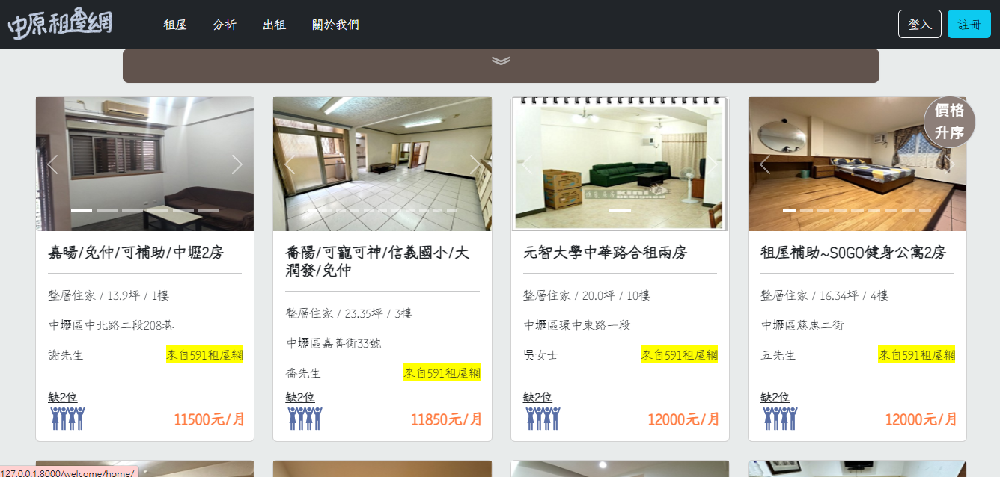 中原租屋網
租屋 分析 出租 關於我們
登入 註冊
價格
升序
嘉暘/免仲/可補助/中壢2房
整層住家 / 13.9坪 / 1樓
中壢區中北路二段208巷
謝先生 來自591租屋網
缺2位
11500元/月
喬陽/可寵可神/信義國小/大
潤發/免仲
整層住家 / 23.35坪 / 3樓
中壢區嘉善街33號
喬先生 來自591租屋網
缺2位
11850元/月
元智大學中華路合租兩房
整層住家 / 20.0坪 / 10樓
中壢區環中東路一段
吳女士 來自591租屋網
缺2位
12000元/月
租屋補助~SOGO健身公寓2房
整層住家 / 16.34坪 / 4樓
中壢區慈惠二街
五先生 來自591租屋網
缺2位
12000元/月
127.0.0.1:8000/welcome/home/